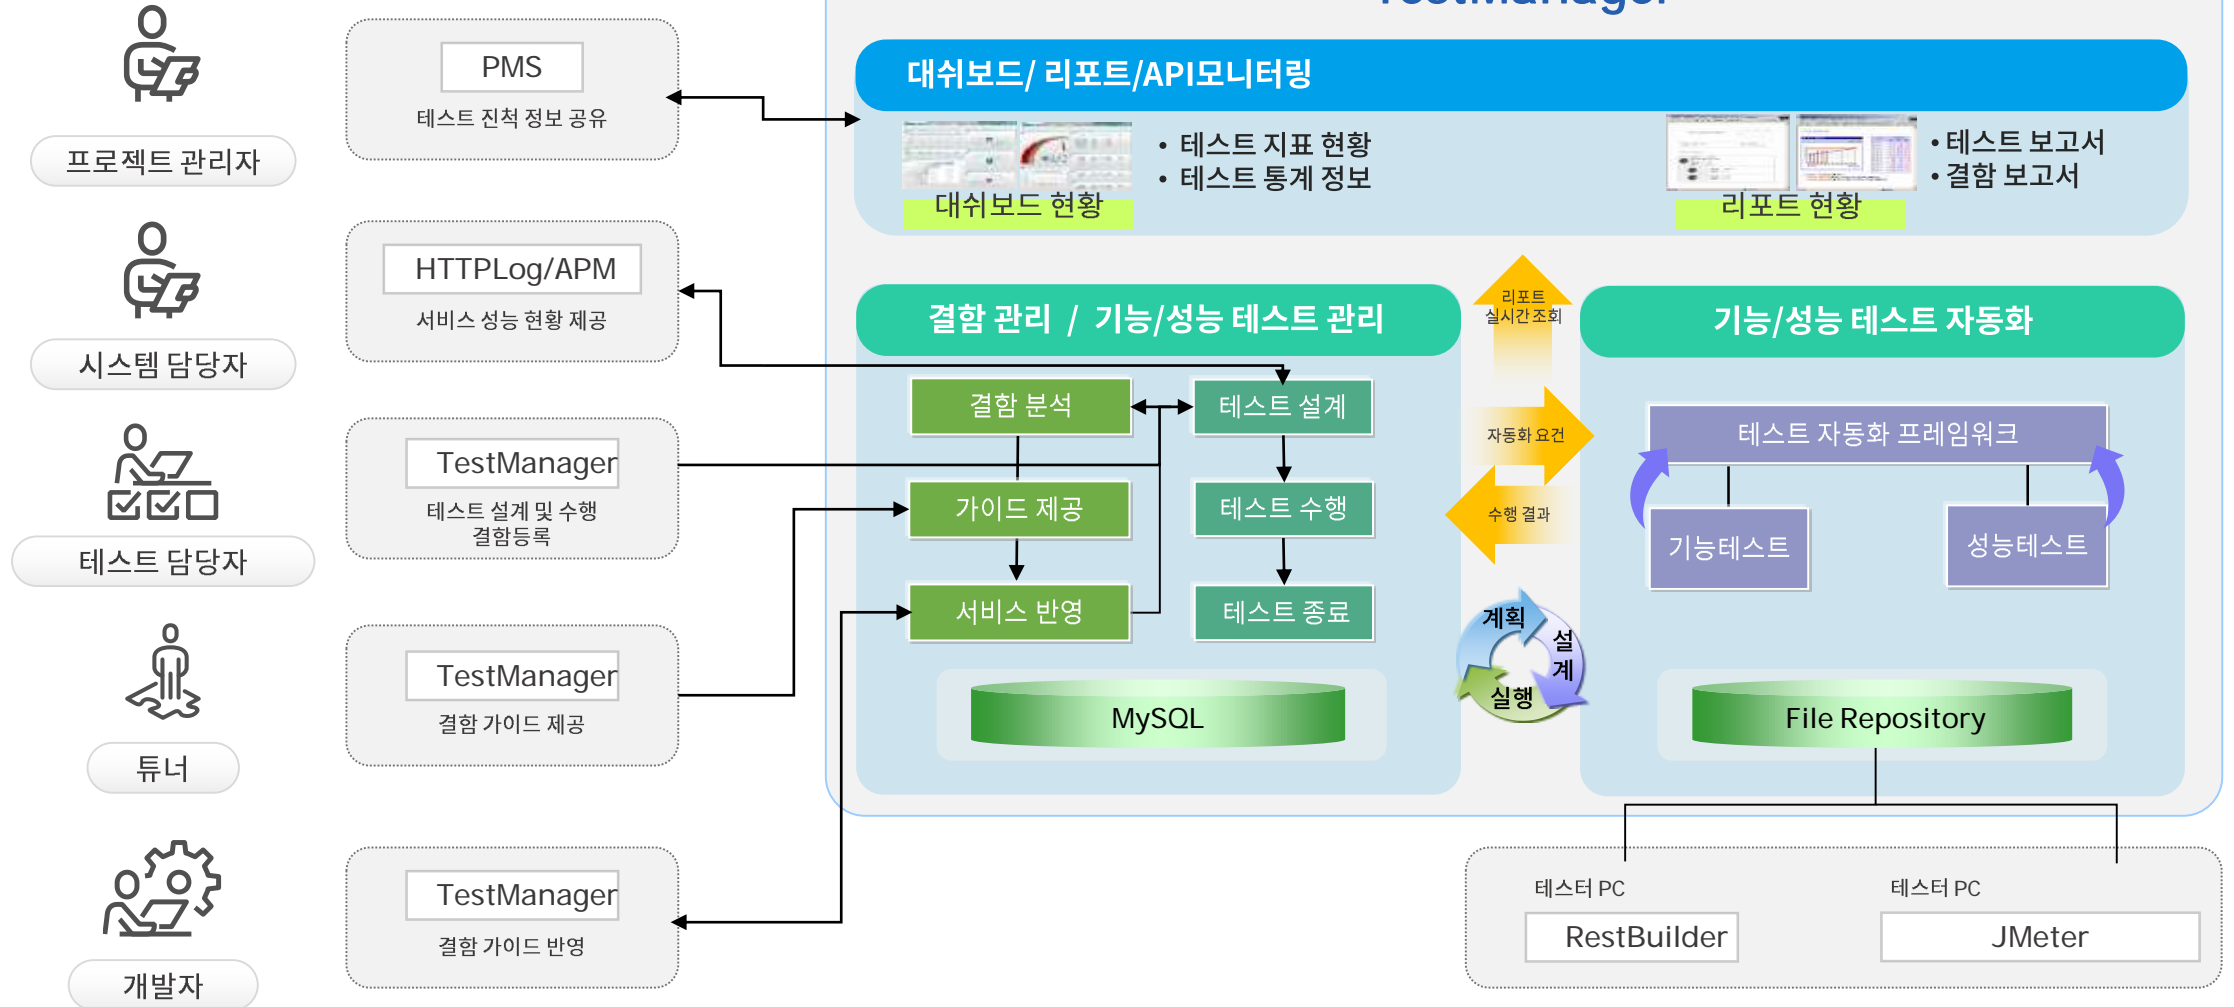 TestManager
프로젝트 관리자
PMS
테스트 진척 정보 공유
시스템 담당자
HTTPLog/APM
서비스 성능 현황 제공
테스트 담당자
TestManager
테스트 설계 및 수행
결함등록
튜너
TestManager
결함 가이드 제공
개발자
TestManager
결함 가이드 반영
대쉬보드/ 리포트/API모니터링
대쉬보드 현황
• 테스트 지표 현황
• 테스트 통계 정보
리포트 현황
• 테스트 보고서
• 결함 보고서
결함 관리 / 기능/성능 테스트 관리
결함 분석
가이드 제공
서비스 반영
테스트 설계
테스트 수행
테스트 종료
MySQL
리포트
실시간 조회
자동화 요건
수행 결과
계획
설
계
실행
기능/성능 테스트 자동화
테스트 자동화 프레임워크
기능테스트
성능테스트
File Repository
테스터 PC
RestBuilder
테스터 PC
JMeter